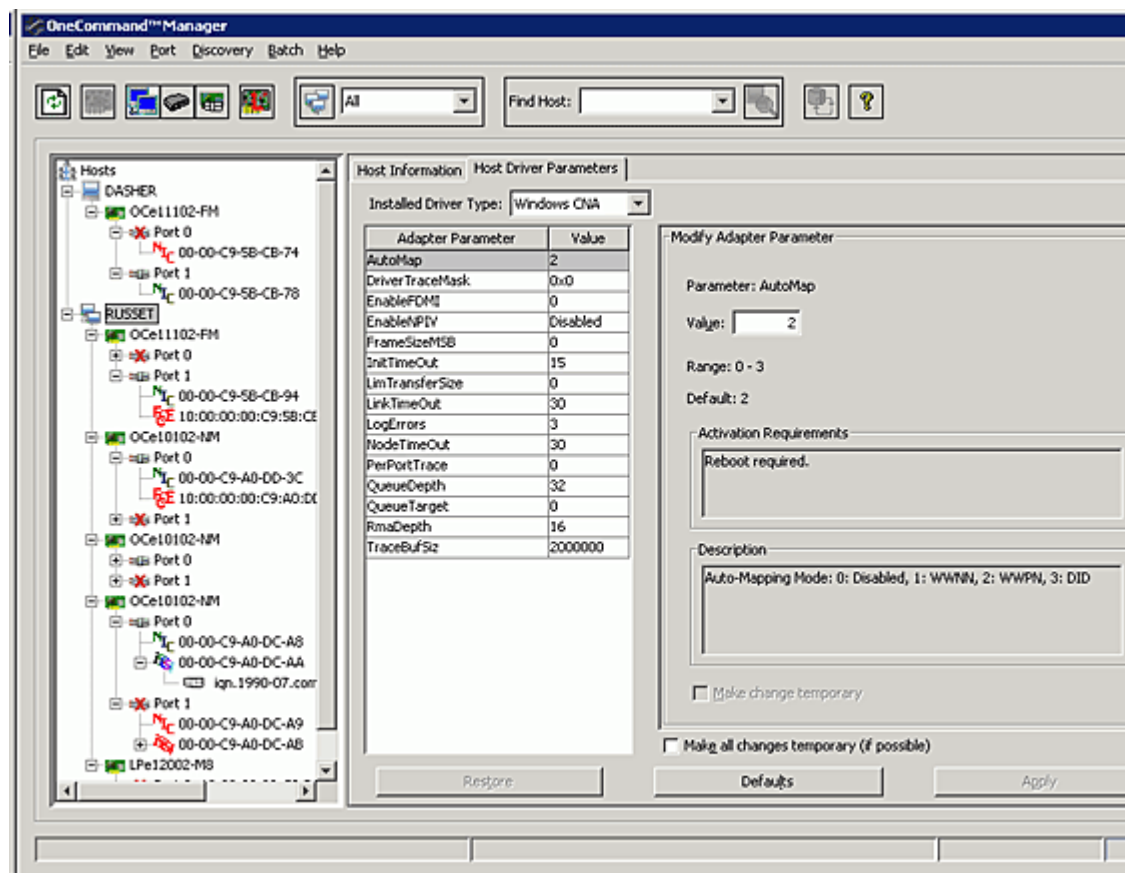 OneCommand™Manager
File Edit View Port Discovery Batch Help
All
Find Host:
Hosts
DASHER
OCe11102-FM
Port 0
NIC 00-00-C9-5B-CB-74
Port 1
NIC 00-00-C9-5B-CB-78
RUSSET
OCe11102-FM
Port 0
Port 1
NIC 00-00-C9-5B-CB-94
FCoE 10:00:00:00:C9:5B:CB
OCe10102-NM
Port 0
NIC 00-00-C9-A0-DD-3C
FCoE 10:00:00:00:C9:A0:DD
Port 1
OCe10102-NM
Port 0
Port 1
OCe10102-NM
Port 0
NIC 00-00-C9-A0-DC-A8
00-00-C9-A0-DC-AA
iqn.1990-07.com
Port 1
NIC 00-00-C9-A0-DC-A9
00-00-C9-A0-DC-AB
LPe12002-M8
Host Information Host Driver Parameters
Installed Driver Type: Windows CNA
Adapter Parameter Value
AutoMap 2
DriverTraceMask 0x0
EnableFDMI 0
EnableNPIV Disabled
FrameSizeMSB 0
InitTimeOut 15
LimTransferSize 0
LinkTimeOut 30
LogErrors 3
NodeTimeOut 30
PerPortTrace 0
QueueDepth 32
QueueTarget 0
RmaDepth 16
TraceBufSiz 2000000
Modify Adapter Parameter
Parameter: AutoMap
Value: 2
Range: 0 - 3
Default: 2
Activation Requirements
Reboot required.
Description
Auto-Mapping Mode: 0: Disabled, 1: WWNN, 2: WWPN, 3: DID
Make change temporary
Make all changes temporary (if possible)
Restore Defaults Apply